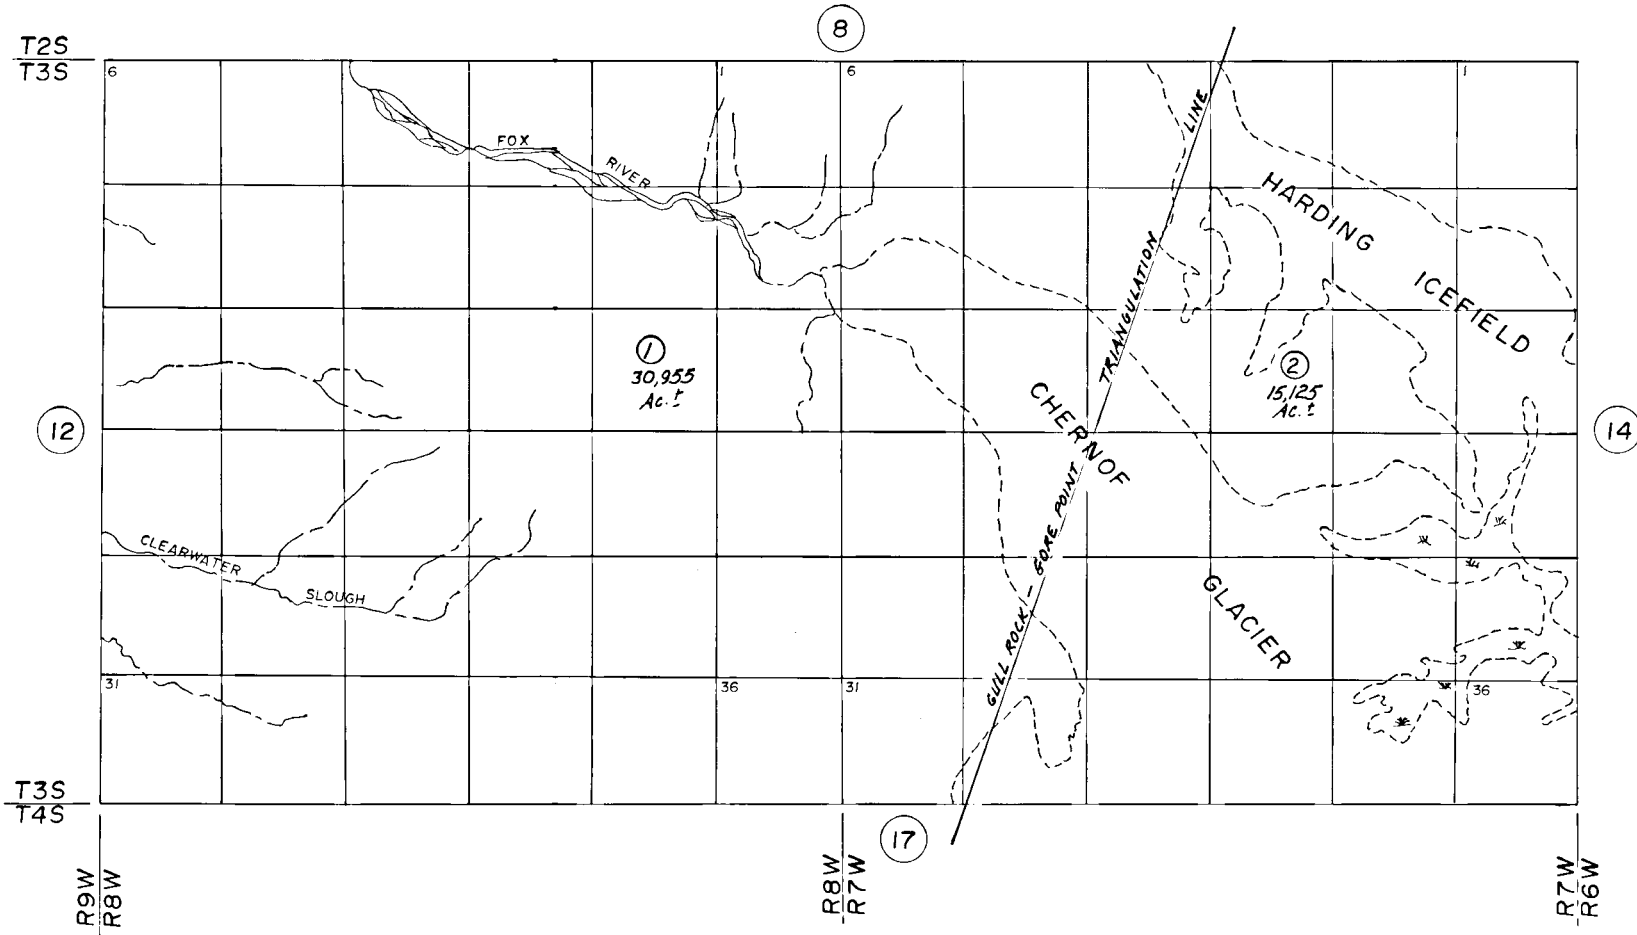 8
T2S
T3S
6
1
6
1
FOX
RIVER
LINE
HARDING
ICEFIELD
TRIANGULATION
1
30,955
Ac.±
2
15,125
Ac.±
12
14
CHERNOF
GLACIER
GULL ROCK - GORE POINT
CLEARWATER
SLOUGH
31
36
31
36
T3S
T4S
17
R9W
R8W
R8W
R7W
R7W
R6W